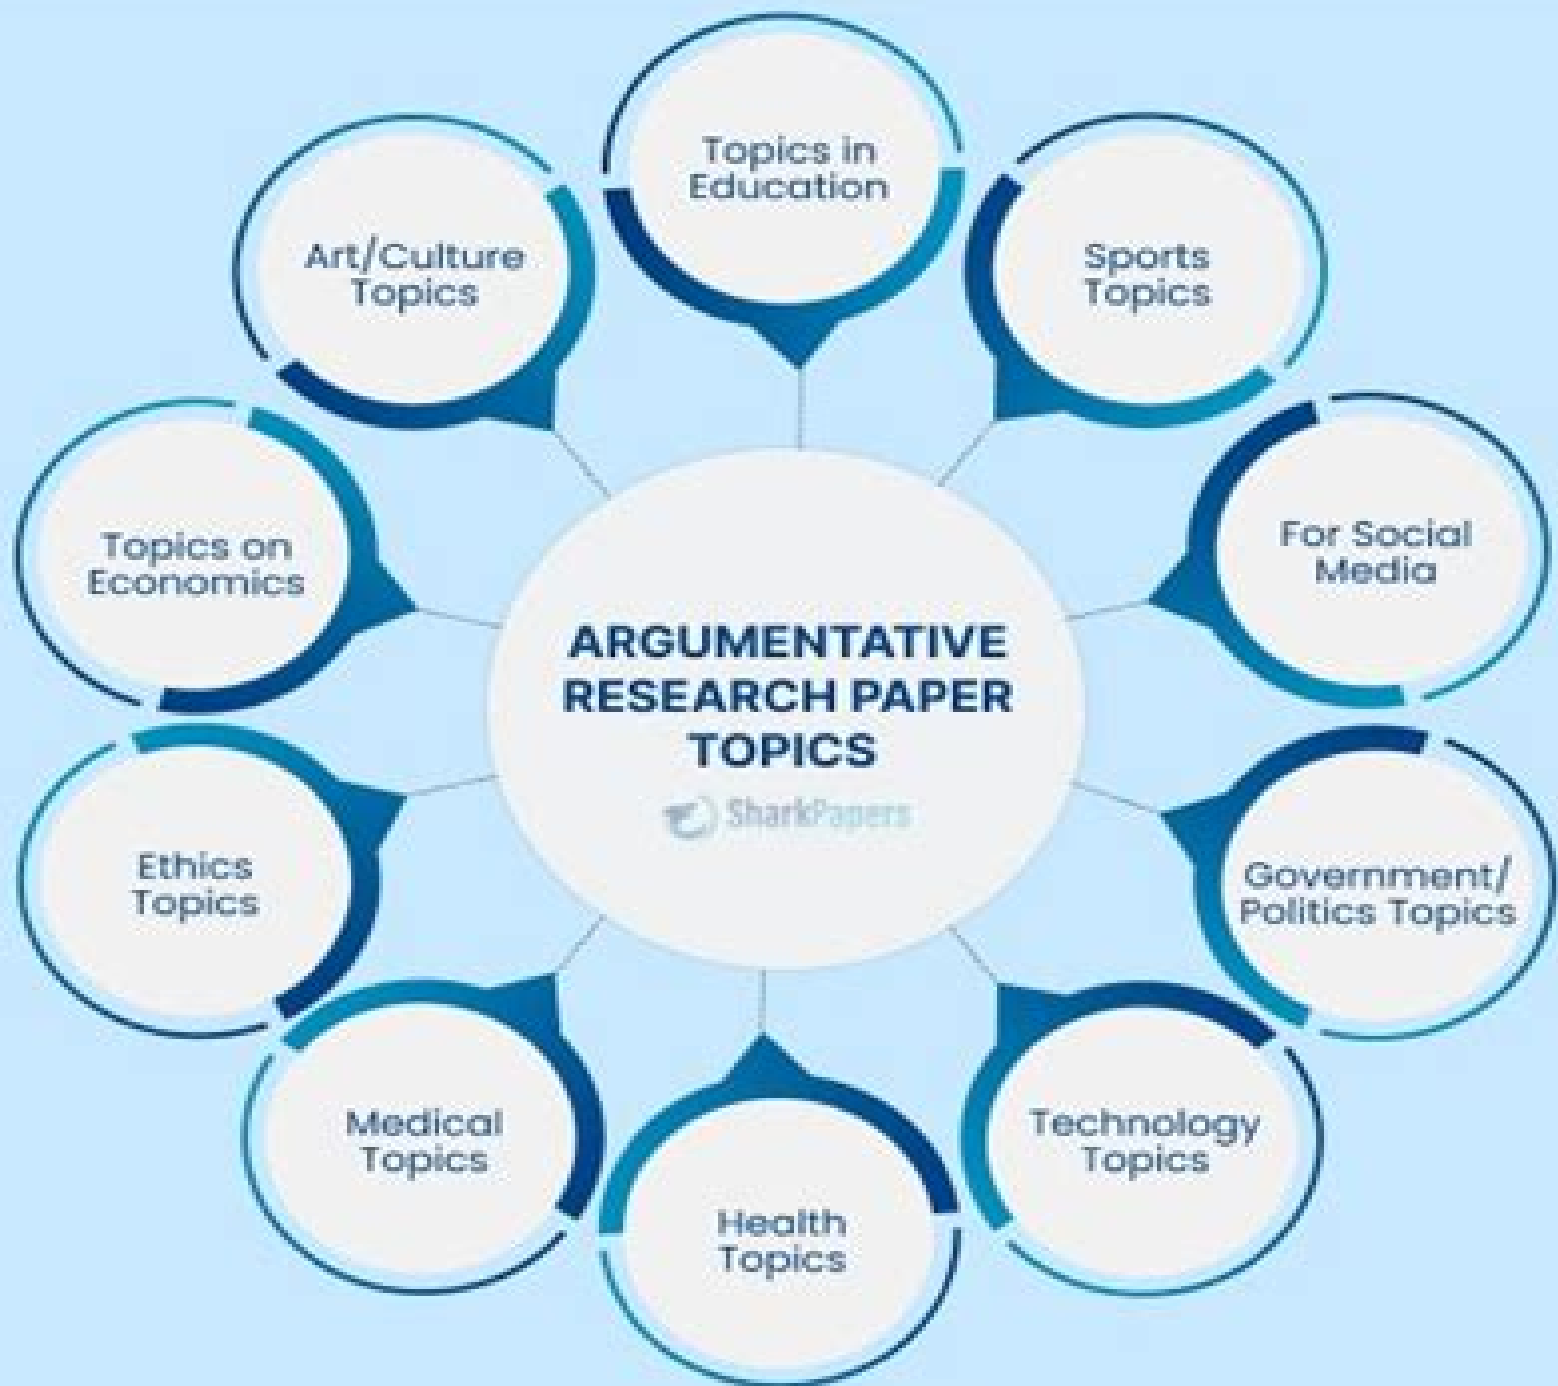 ARGUMENTATIVE
RESEARCH PAPER
TOPICS
SharkPapers
Topics in
Education
Sports
Topics
For Social
Media
Government/
Politics Topics
Technology
Topics
Health
Topics
Medical
Topics
Ethics
Topics
Topics on
Economics
Art/Culture
Topics